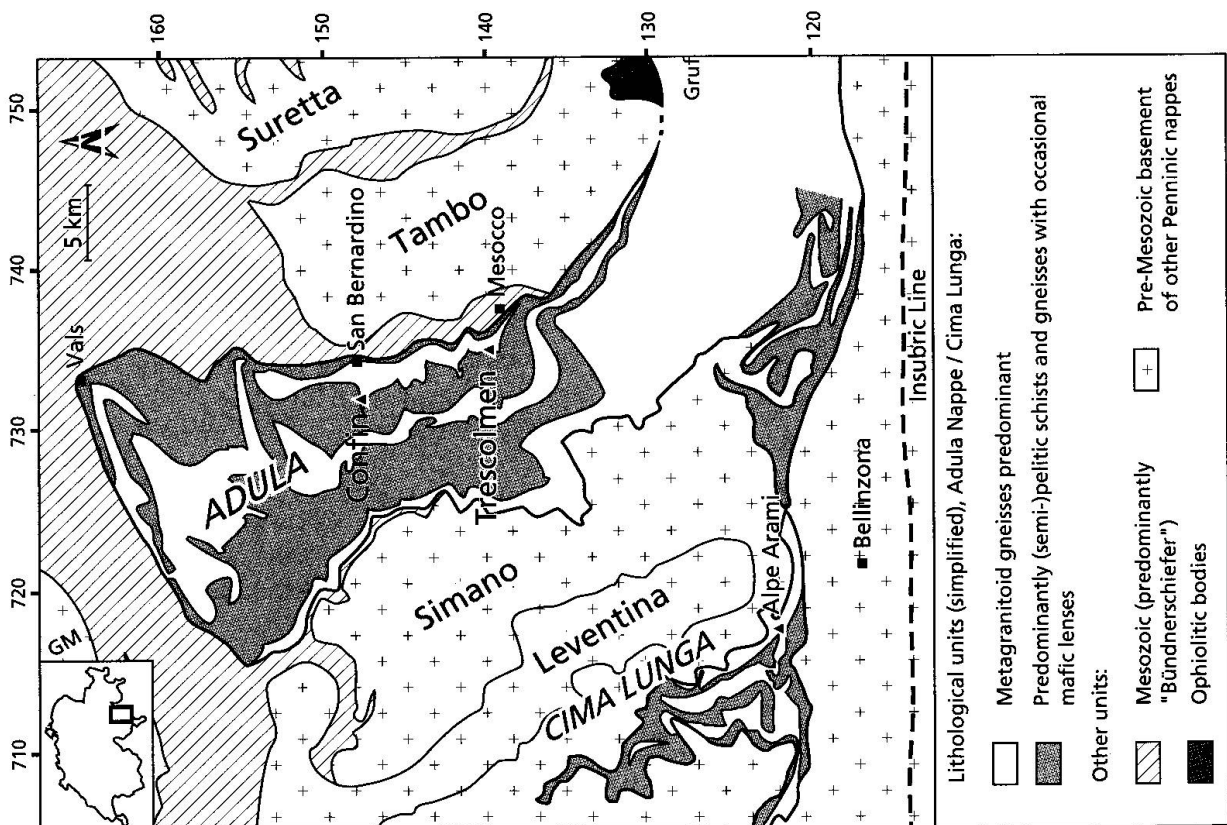 710
720
730
740
750
160
150
140
130
120
GM
Vals
N
5 km
Suretta
ADULA
San Bernardino
Tambo
Confin
Mesocco
Trescolmen
Simano
Gruf
Leventina
CIMA LUNGA
Alpe Arami
Bellinzona
Insubric Line
Lithological units (simplified), Adula Nappe / Cima Lunga:
Metagranitoid gneisses predominant
Predominantly (semi-)pelitic schists and gneisses with occasional
mafic lenses
Other units:
Mesozoic (predominantly
"Bündnerschiefer")
Ophiolitic bodies
Pre-Mesozoic basement
of other Penninic nappes